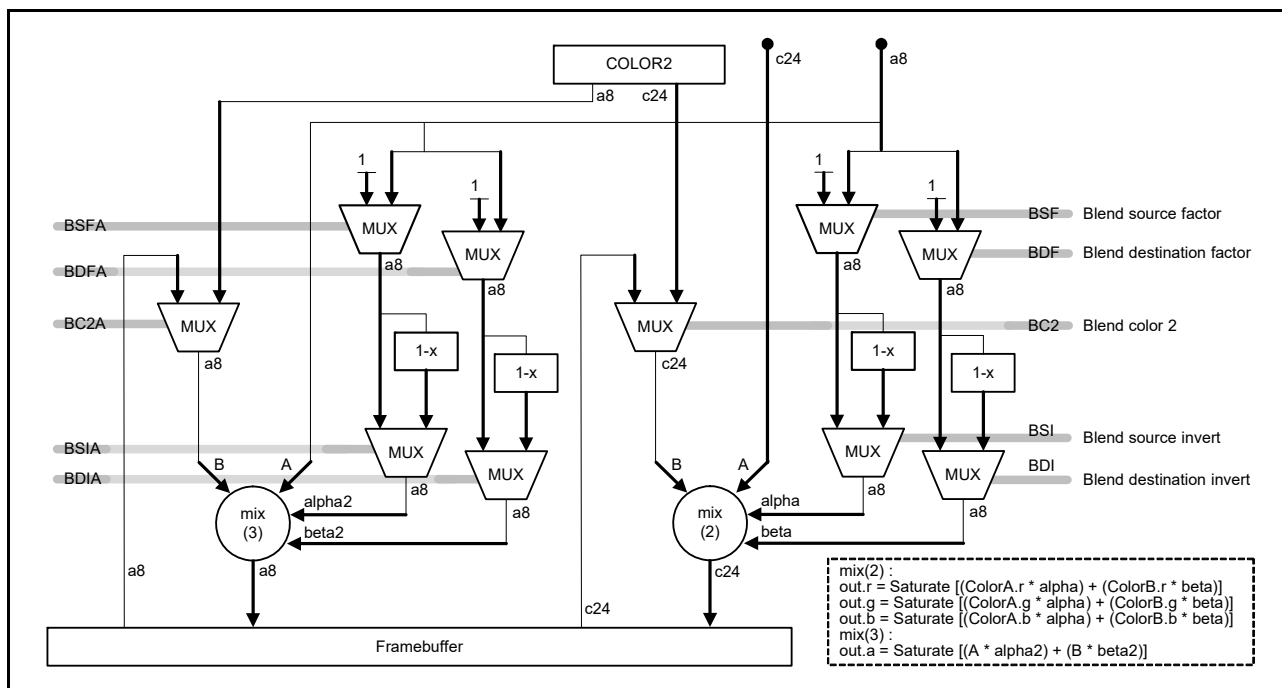 COLOR2
c24
a8
a8
c24
1
1
1
1
BSFA
MUX
MUX
BSF
Blend source factor
MUX
MUX
BDF
Blend destination factor
a8
a8
BDFA
a8
a8
BC2A
MUX
MUX
BC2
Blend color 2
a8
c24
1-x
1-x
1-x
1-x
BSIA
MUX
MUX
BSI
Blend source invert
BDIA
B
A
MUX
B
A
MUX
BDI
Blend destination invert
a8
a8
mix
(3)
alpha2
a8
mix
(2)
alpha
a8
beta2
beta
a8
a8
c24
c24
Framebuffer
mix(2) :
out.r = Saturate [(ColorA.r * alpha) + (ColorB.r * beta)]
out.g = Saturate [(ColorA.g * alpha) + (ColorB.g * beta)]
out.b = Saturate [(ColorA.b * alpha) + (ColorB.b * beta)]
mix(3) :
out.a = Saturate [(A * alpha2) + (B * beta2)]